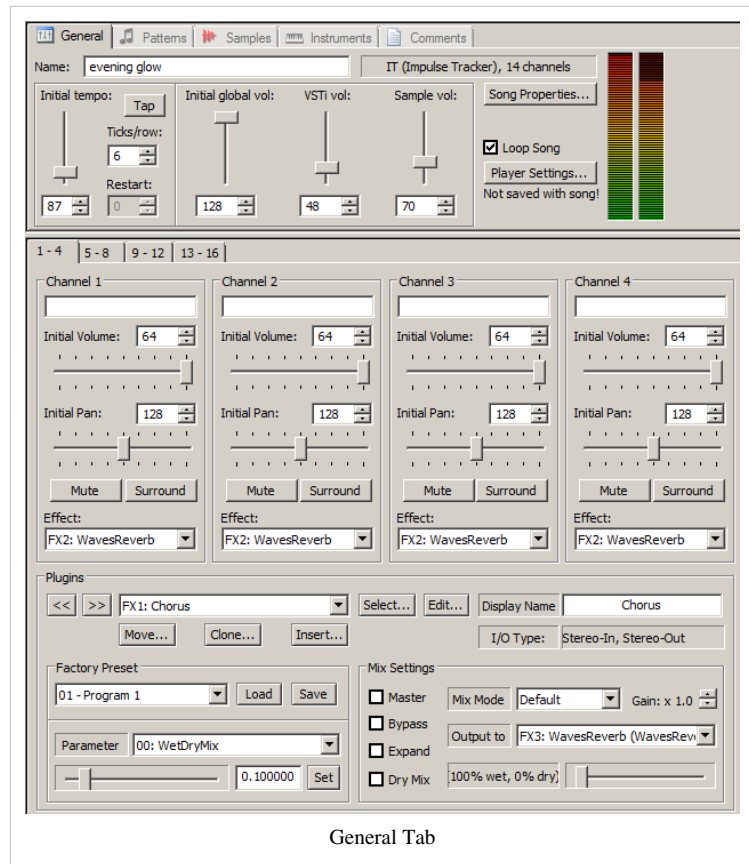 General Patterns Samples Instruments Comments
Name: evening glow IT (Impulse Tracker), 14 channels
Initial tempo: Tap Initial global vol: VSTi vol: Sample vol: Song Properties...
Ticks/row:
6 Loop Song
Restart: Player Settings...
87 0 128 48 70 Not saved with song!
1 - 4 5 - 8 9 - 12 13 - 16
Channel 1 Channel 2 Channel 3 Channel 4
Initial Volume: 64 Initial Volume: 64 Initial Volume: 64 Initial Volume: 64
Initial Pan: 128 Initial Pan: 128 Initial Pan: 128 Initial Pan: 128
Mute Surround Mute Surround Mute Surround Mute Surround
Effect: Effect: Effect: Effect:
FX2: WavesReverb FX2: WavesReverb FX2: WavesReverb FX2: WavesReverb
Plugins
<< >> FX1: Chorus Select... Edit... Display Name Chorus
Move... Clone... Insert... I/O Type: Stereo-In, Stereo-Out
Factory Preset Mix Settings
01 - Program 1 Load Save Master Mix Mode Default Gain: x 1.0
Bypass
Parameter 00: WetDryMix Expand Output to FX3: WavesReverb (WavesRev
0.100000 Set Dry Mix (100% wet, 0% dry)
General Tab